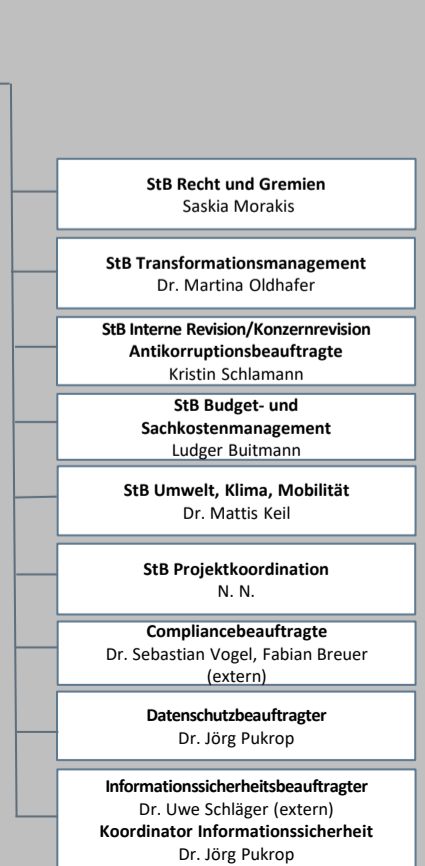 StB Recht und Gremien
Saskia Morakis
StB Transformationsmanagement
Dr. Martina Oldhafer
StB Interne Revision/Konzernrevision
Antikorruptionsbeauftragte
Kristin Schlamann
StB Budget- und
Sachkostenmanagement
Ludger Buitmann
StB Umwelt, Klima, Mobilität
Dr. Mattis Keil
StB Projektkoordination
N. N.
Compliancebeauftragte
Dr. Sebastian Vogel, Fabian Breuer
(extern)
Datenschutzbeauftragter
Dr. Jörg Pukrop
Informationssicherheitsbeauftragter
Dr. Uwe Schläger (extern)
Koordinator Informationssicherheit
Dr. Jörg Pukrop